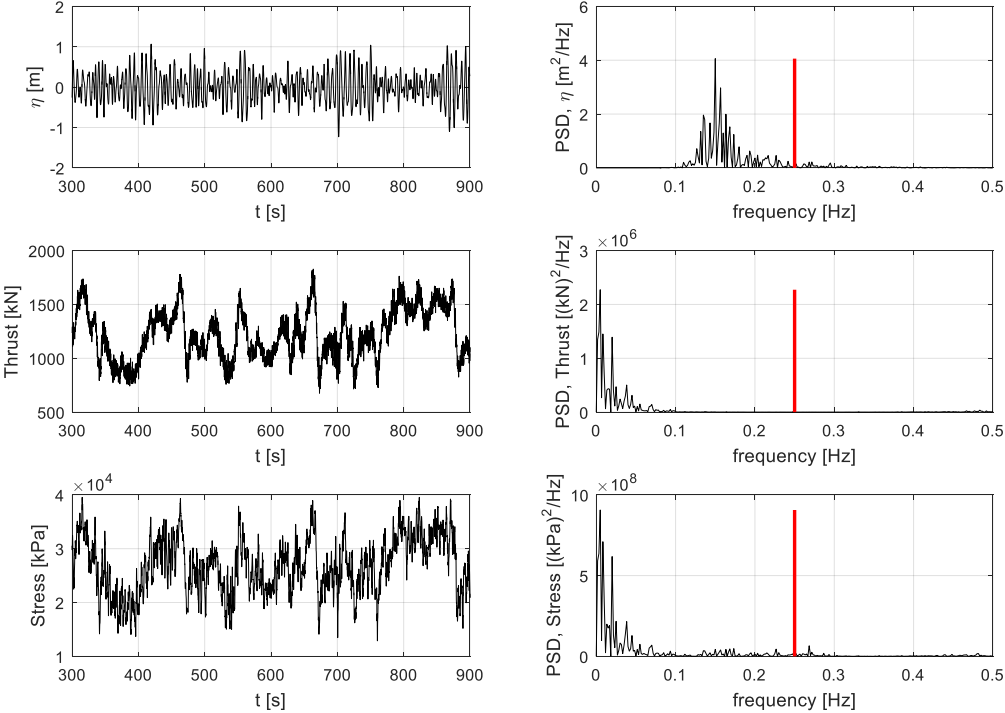 2
1
0
-1
-2
η [m]
300 400 500 600 700 800 900
t [s]
6
4
2
0
PSD, η [m²/Hz]
0 0.1 0.2 0.3 0.4 0.5
frequency [Hz]
2000
1500
1000
500
Thrust [kN]
300 400 500 600 700 800 900
t [s]
×10⁶
3
2
1
0
PSD, Thrust [(kN)²/Hz]
0 0.1 0.2 0.3 0.4 0.5
frequency [Hz]
×10⁴
4
3
2
1
Stress [kPa]
300 400 500 600 700 800 900
t [s]
×10⁸
10
5
0
PSD, Stress [(kPa)²/Hz]
0 0.1 0.2 0.3 0.4 0.5
frequency [Hz]